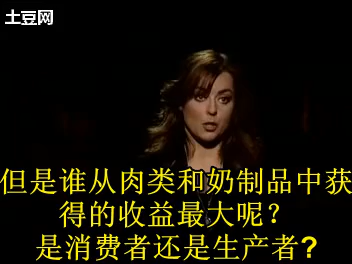 土豆网
但是谁从肉类和奶制品中获
得的收益最大呢？
是消费者还是生产者？